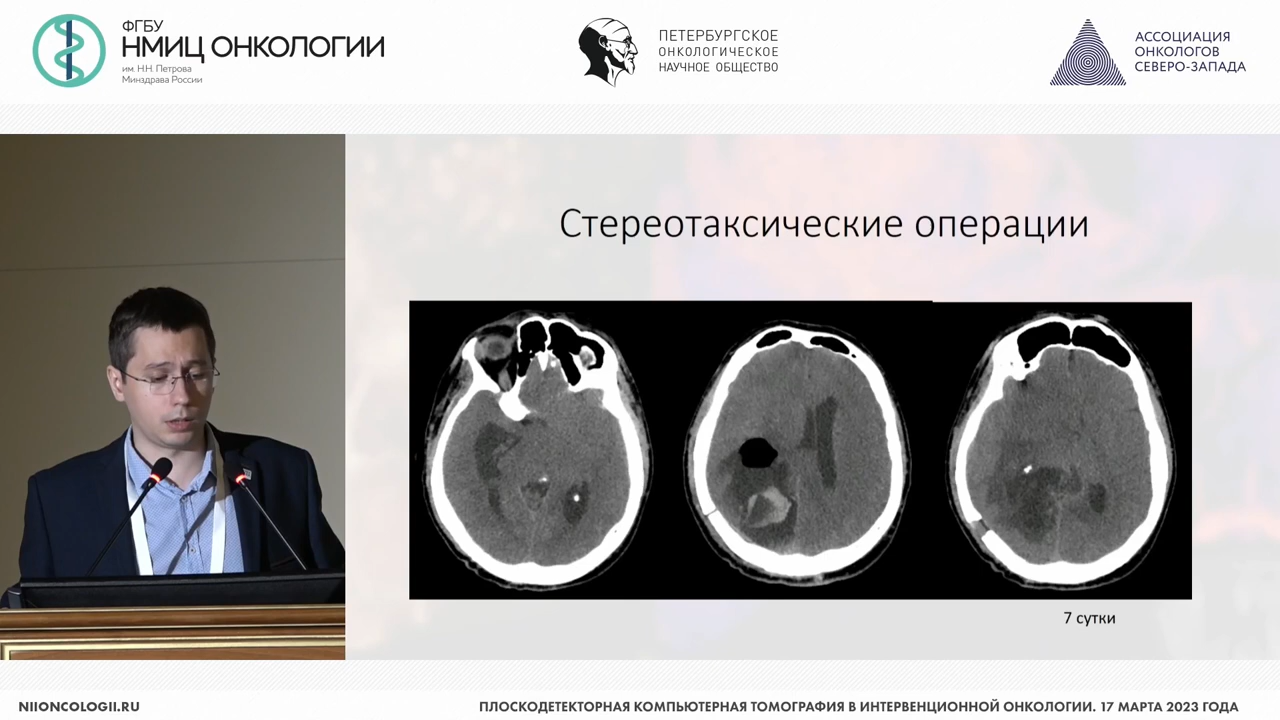 ФГБУ
НМИЦ ОНКОЛОГИИ
им. Н.Н. Петрова
Минздрава России
ПЕТЕРБУРГСКОЕ
ОНКОЛОГИЧЕСКОЕ
НАУЧНОЕ ОБЩЕСТВО
АССОЦИАЦИЯ
ОНКОЛОГОВ
СЕВЕРО-ЗАПАДА
Стереотаксические операции
7 сутки
NIIONCOLOGII.RU
ПЛОСКОДЕТЕКТОРНАЯ КОМПЬЮТЕРНАЯ ТОМОГРАФИЯ В ИНТЕРВЕНЦИОННОЙ ОНКОЛОГИИ. 17 МАРТА 2023 ГОДА